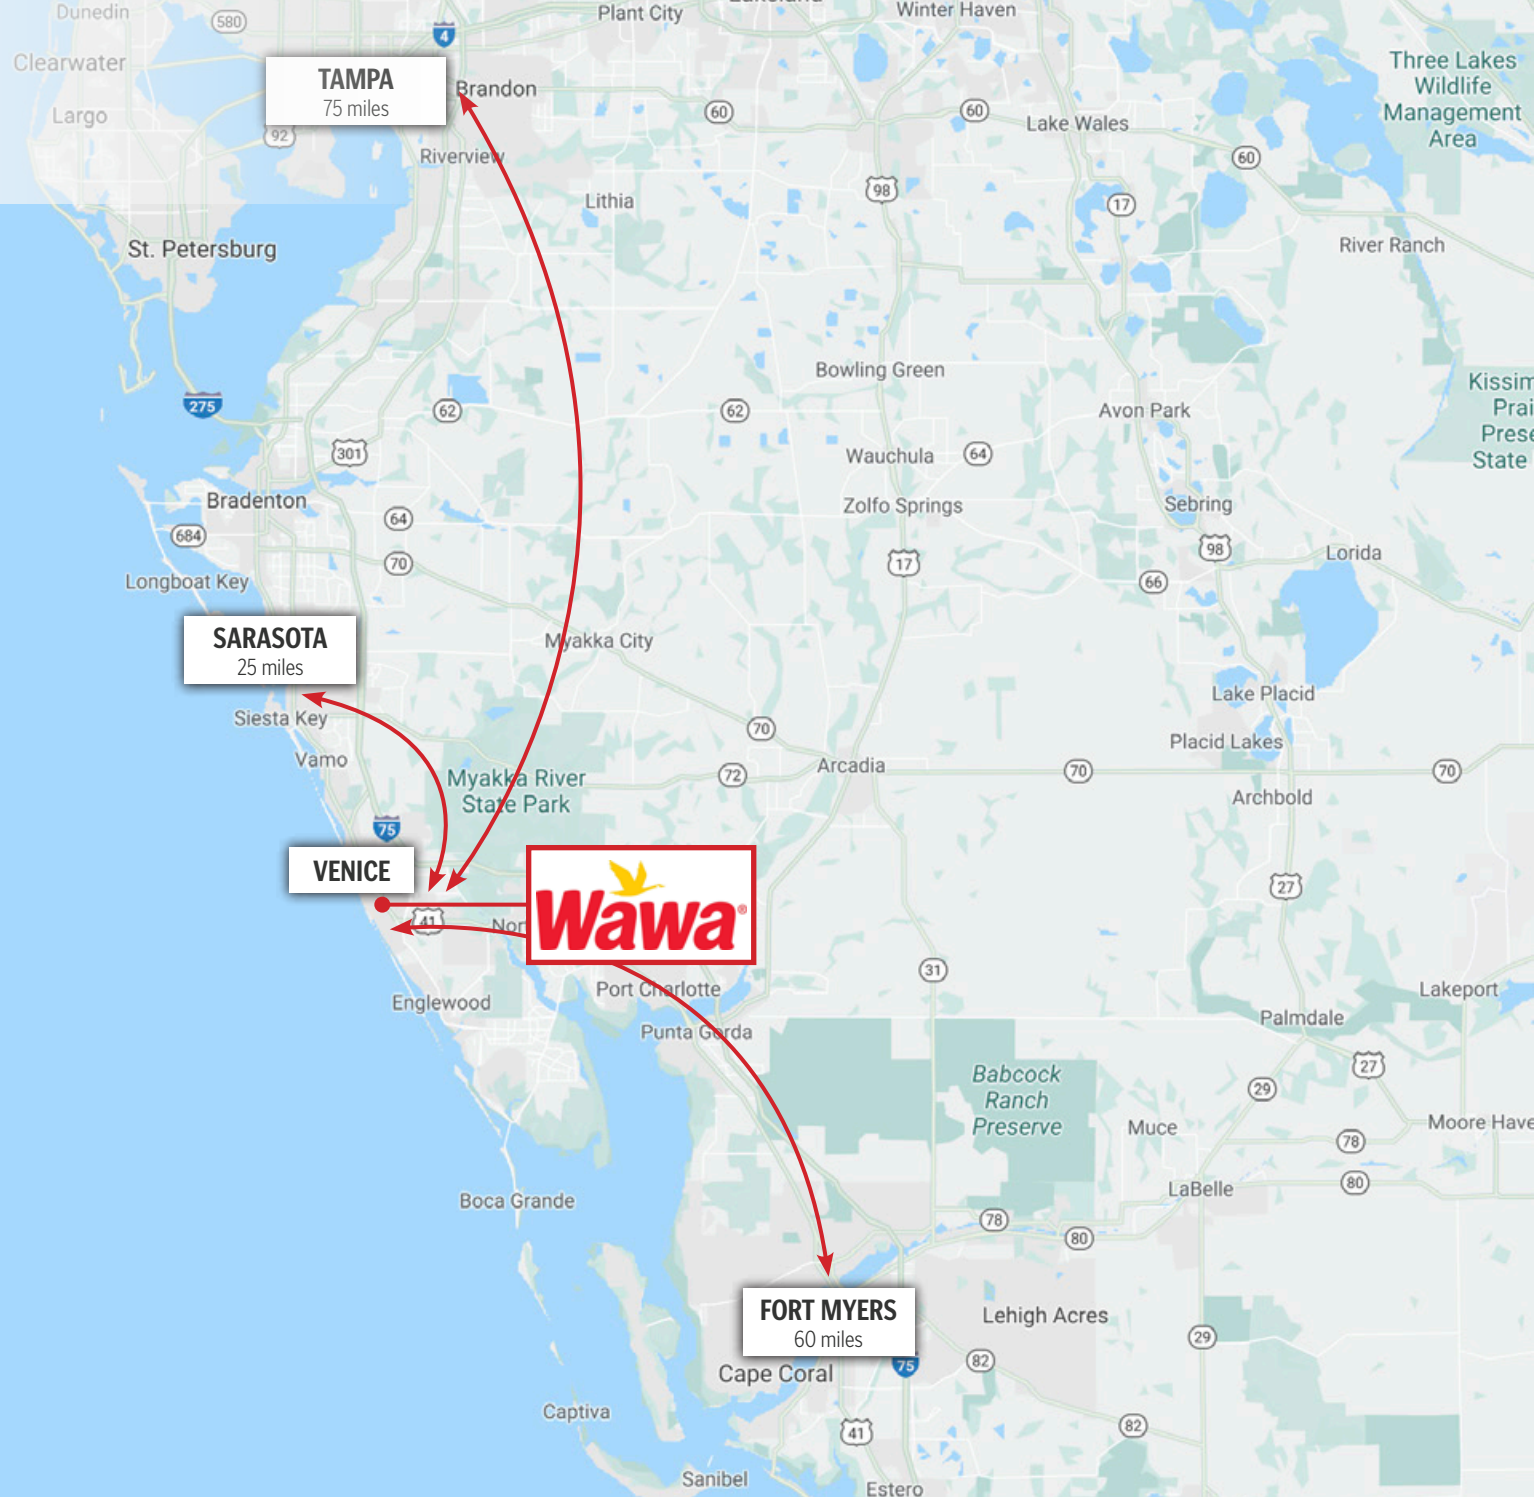 Dunedin
580
4
Plant City
Winter Haven
Clearwater
TAMPA
75 miles
Brandon
Three Lakes
Wildlife
Management
Area
Largo
92
60
60
Lake Wales
60
Riverview
98
17
Lithia
St. Petersburg
River Ranch
Bowling Green
Kissim
Prai
Prese
State
275
62
62
Avon Park
301
Wauchula
64
Bradenton
64
Zolfo Springs
Sebring
684
70
17
98
Lorida
Longboat Key
66
SARASOTA
25 miles
Myakka City
Lake Placid
Siesta Key
70
Placid Lakes
Vamo
Myakka River
State Park
72
Arcadia
70
70
Archbold
75
VENICE
27
Wawa®
41
Nor
31
Englewood
Port Charlotte
Lakeport
Punta Gorda
Palmdale
Babcock
Ranch
Preserve
27
29
Muce
Moore Have
78
LaBelle
80
Boca Grande
78
80
FORT MYERS
60 miles
Lehigh Acres
29
75
82
Cape Coral
Captiva
41
82
Sanibel
Estero